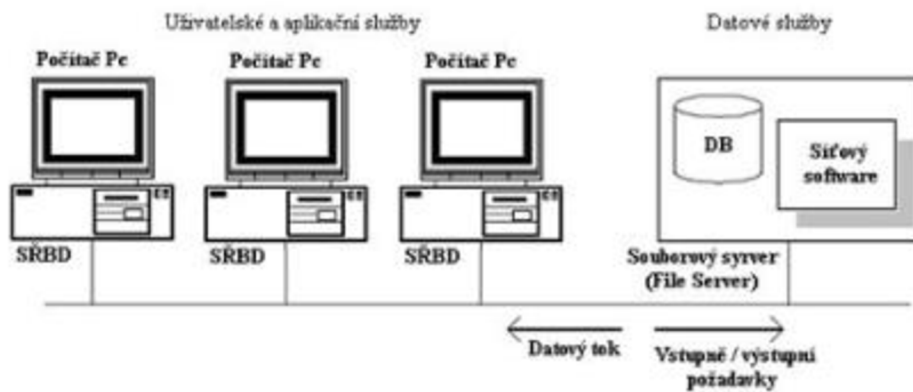 Uživatelské a aplikační služby
Datové služby
Počítač Pc
Počítač Pc
Počítač Pc
DB
Síťový
software
SŘBD
SŘBD
SŘBD
Souborový syrver
(File Server)
Datový tok
Vstupně / výstupní
požadavky